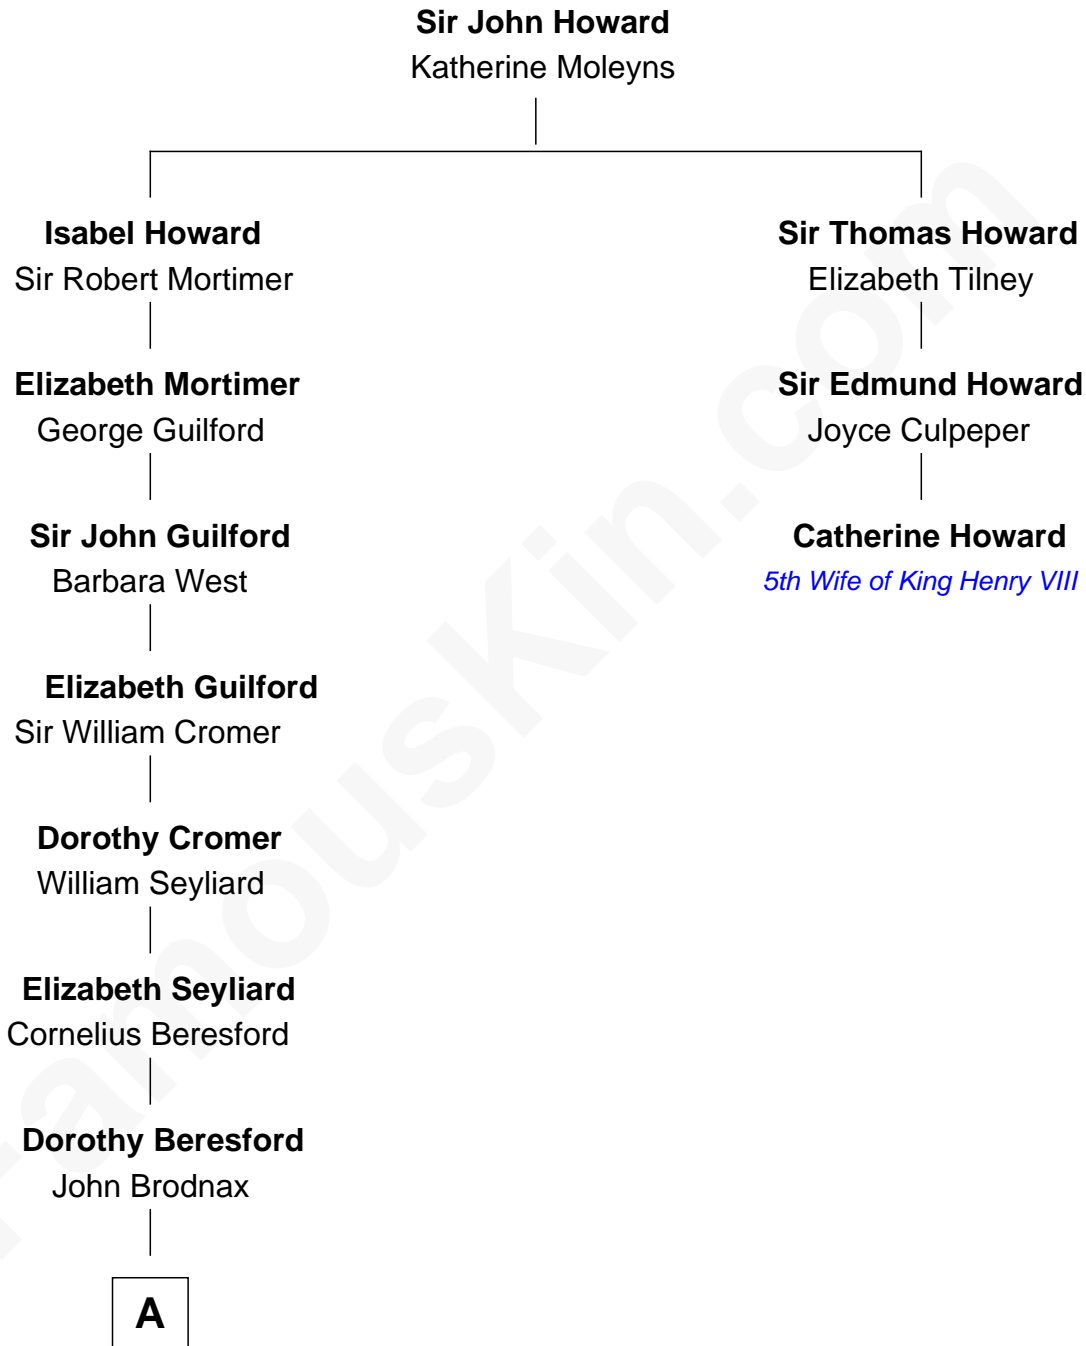 Sir John Howard
Katherine Moleyns
Isabel Howard
Sir Robert Mortimer
Elizabeth Mortimer
George Guilford
Sir John Guilford
Barbara West
Elizabeth Guilford
Sir William Cromer
Dorothy Cromer
William Seyliard
Elizabeth Seyliard
Cornelius Beresford
Dorothy Beresford
John Brodnax
A
Sir Thomas Howard
Elizabeth Tilney
Sir Edmund Howard
Joyce Culpeper
Catherine Howard
5th Wife of King Henry VIII
FamousKin.com